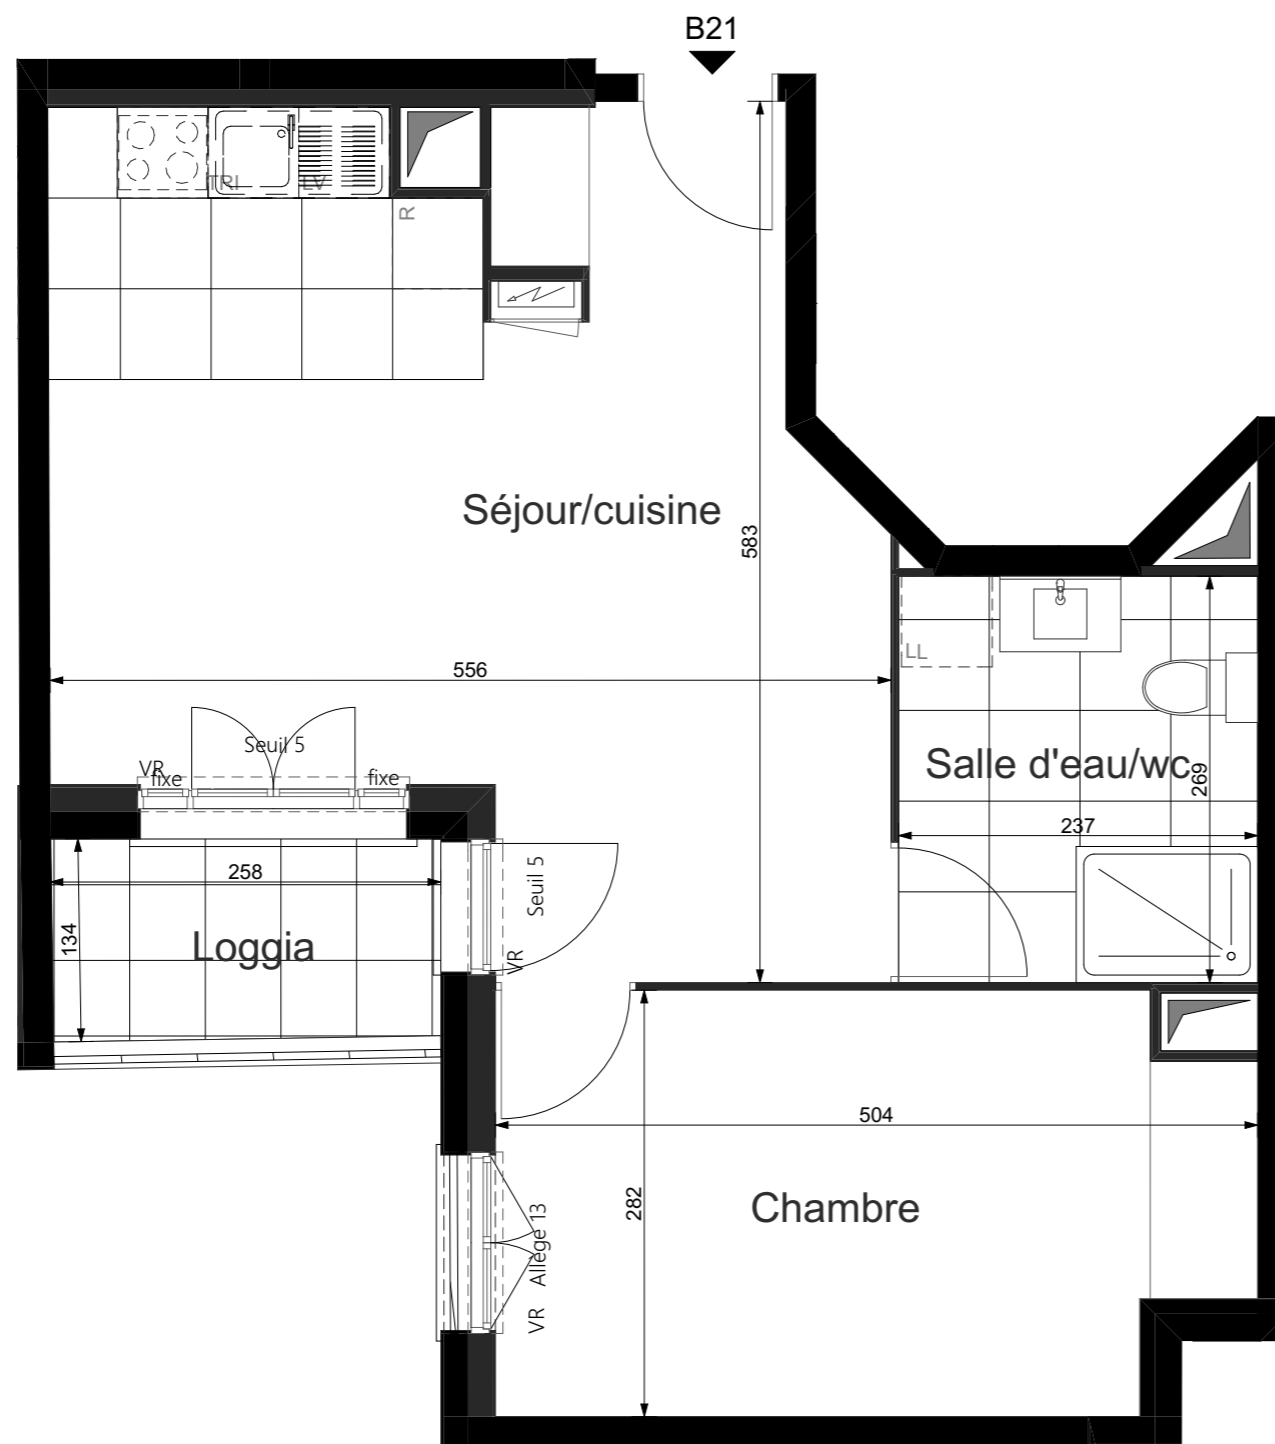 B21
TRI
LV
R
Séjour/cuisine
583
556
LL
Salle d'eau/wc
269
237
Seuil 5
VR
fixe
fixe
258
134
Loggia
Seuil 5
VR
504
282
Chambre
Allège 13
VR